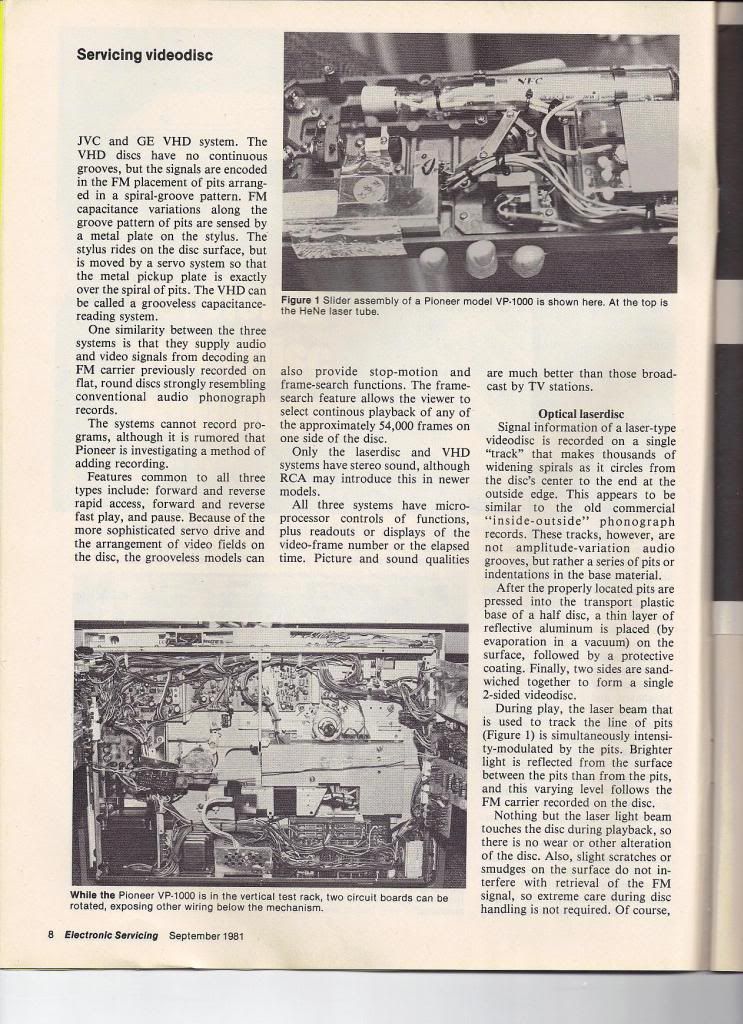 Servicing videodisc
JVC and GE VHD system. The
VHD discs have no continuous
grooves, but the signals are encoded
in the FM placement of pits arrang-
ed in a spiral-groove pattern. FM
capacitance variations along the
groove pattern of pits are sensed by
a metal plate on the stylus. The
stylus rides on the disc surface, but
is moved by a servo system so that
the metal pickup plate is exactly
over the spiral of pits. The VHD can
be called a grooveless capacitance-
reading system.
One similarity between the three
systems is that they supply audio
and video signals from decoding an
FM carrier previously recorded on
flat, round discs strongly resembling
conventional audio phonograph
records.
The systems cannot record pro-
grams, although it is rumored that
Pioneer is investigating a method of
adding recording.
Features common to all three
types include: forward and reverse
rapid access, forward and reverse
fast play, and pause. Because of the
more sophisticated servo drive and
the arrangement of video fields on
the disc, the grooveless models can
NEC
Figure 1 Slider assembly of a Pioneer model VP-1000 is shown here. At the top is
the HeNe laser tube.
also provide stop-motion and
frame-search functions. The frame-
search feature allows the viewer to
select continous playback of any of
the approximately 54,000 frames on
one side of the disc.
Only the laserdisc and VHD
systems have stereo sound, although
RCA may introduce this in newer
models.
All three systems have micro-
processor controls of functions,
plus readouts or displays of the
video-frame number or the elapsed
time. Picture and sound qualities
are much better than those broad-
cast by TV stations.
Optical laserdisc
Signal information of a laser-type
videodisc is recorded on a single
"track" that makes thousands of
widening spirals as it circles from
the disc's center to the end at the
outside edge. This appears to be
similar to the old commercial
"inside-outside" phonograph
records. These tracks, however, are
not amplitude-variation audio
grooves, but rather a series of pits or
indentations in the base material.
After the properly located pits are
pressed into the transport plastic
base of a half disc, a thin layer of
reflective aluminum is placed (by
evaporation in a vacuum) on the
surface, followed by a protective
coating. Finally, two sides are sand-
wiched together to form a single
2-sided videodisc.
During play, the laser beam that
is used to track the line of pits
(Figure 1) is simultaneously intensi-
ty-modulated by the pits. Brighter
light is reflected from the surface
between the pits than from the pits,
and this varying level follows the
FM carrier recorded on the disc.
Nothing but the laser light beam
touches the disc during playback, so
there is no wear or other alteration
of the disc. Also, slight scratches or
smudges on the surface do not in-
terfere with retrieval of the FM
signal, so extreme care during disc
handling is not required. Of course,
While the Pioneer VP-1000 is in the vertical test rack, two circuit boards can be
rotated, exposing other wiring below the mechanism.
8 Electronic Servicing September 1981